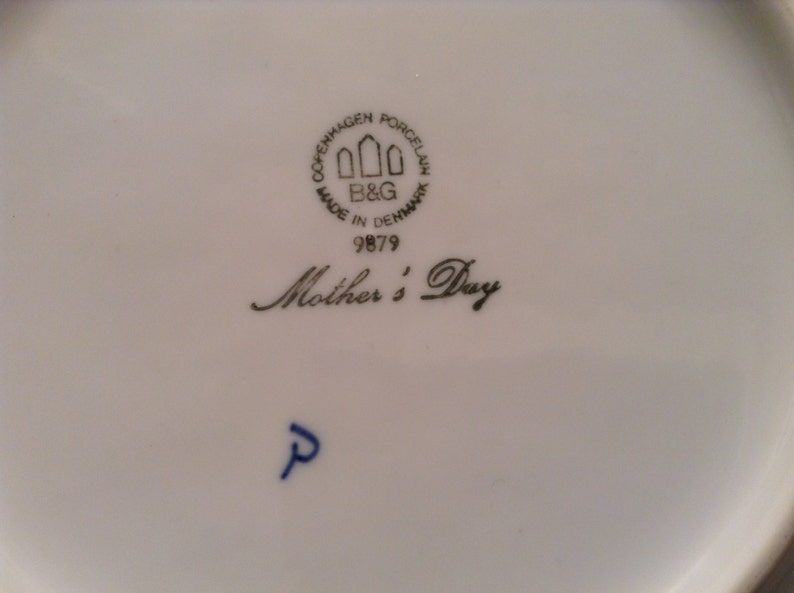 COPENHAGEN PORCELAIN
B&G
MADE IN DENMARK
9879
Mother's Day
P